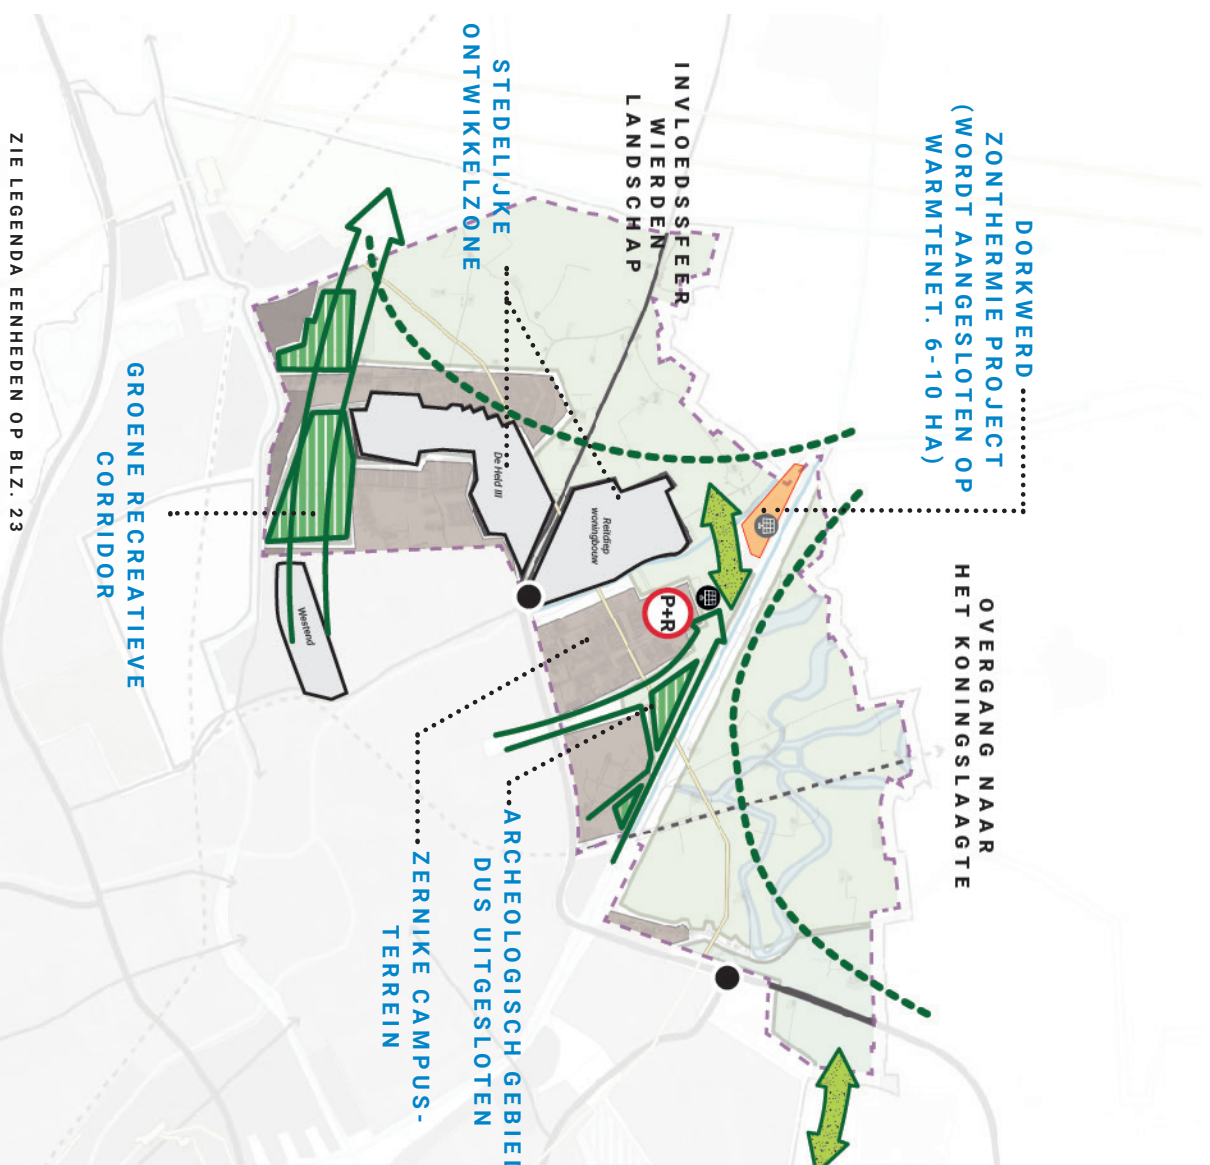 DORKWERD
ZONTHERMIE PROJECT
(WORDT AANGESLOTEN OP
WARMTENET. 6-10 HA)
OVERGANG NAAR
HET KONINGSLAAGTE
INVLOEDSSFEER
WIERDEN
LANDSCHAP
STEDELIJKE
ONTWIKKELZONE
Reitdiep
woningbouw
De Held III
P+R
Westend
ARCHEOLOGISCH GEBIE
DUS UITGESLOTEN
ZERNIKE CAMPUS-
TERREIN
GROENE RECREATIEVE
CORRIDOR
ZIE LEGENDA EENHEDEN OP BLZ. 23